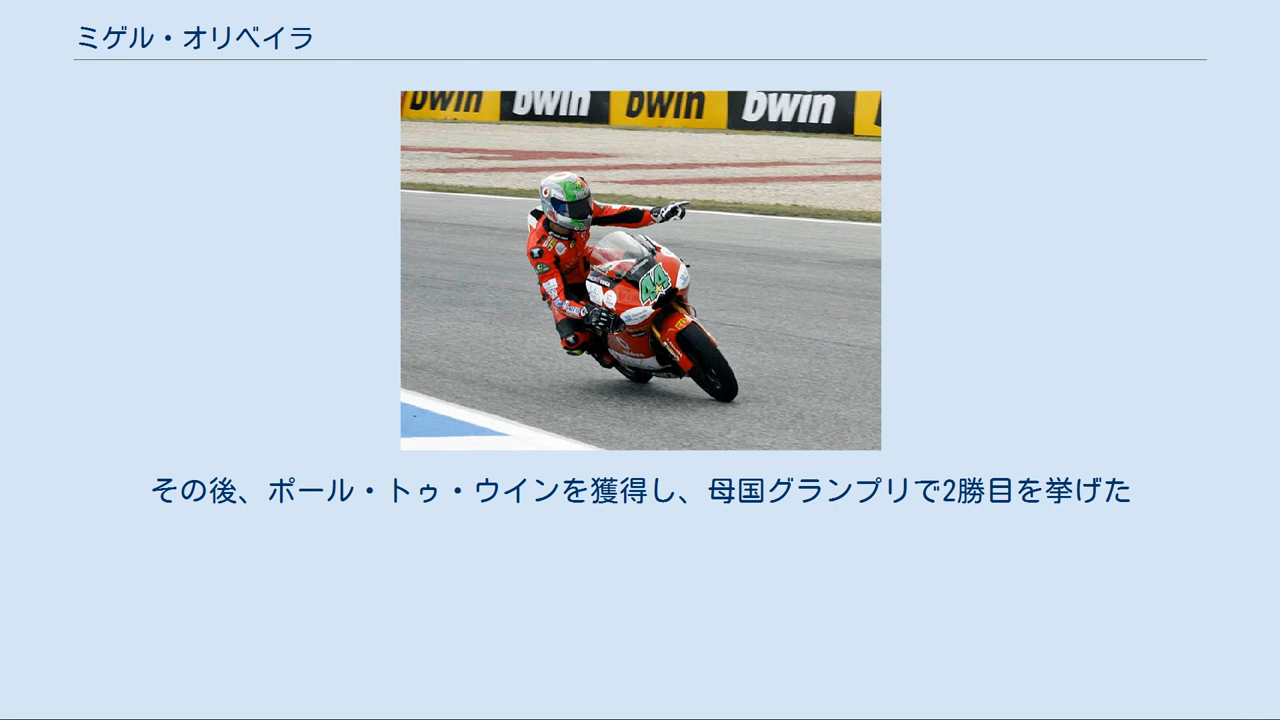 ミゲル・オリベイラ
bwin bwin bwin bwin
44
その後、ポール・トゥ・ウインを獲得し、母国グランプリで2勝目を挙げた